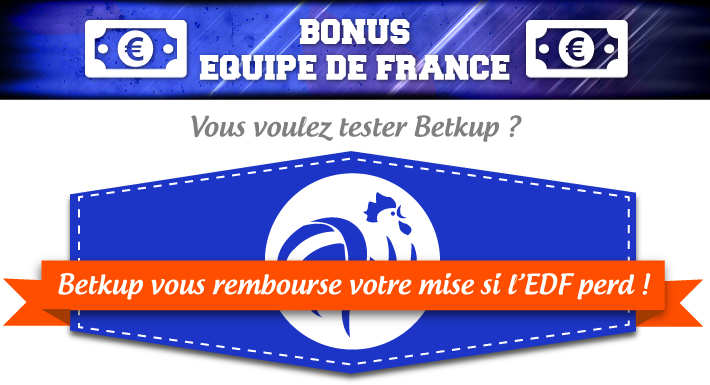 BONUS
EQUIPE DE FRANCE
€ €
Vous voulez tester Betkup ?
Betkup vous rembourse votre mise si l'EDF perd !